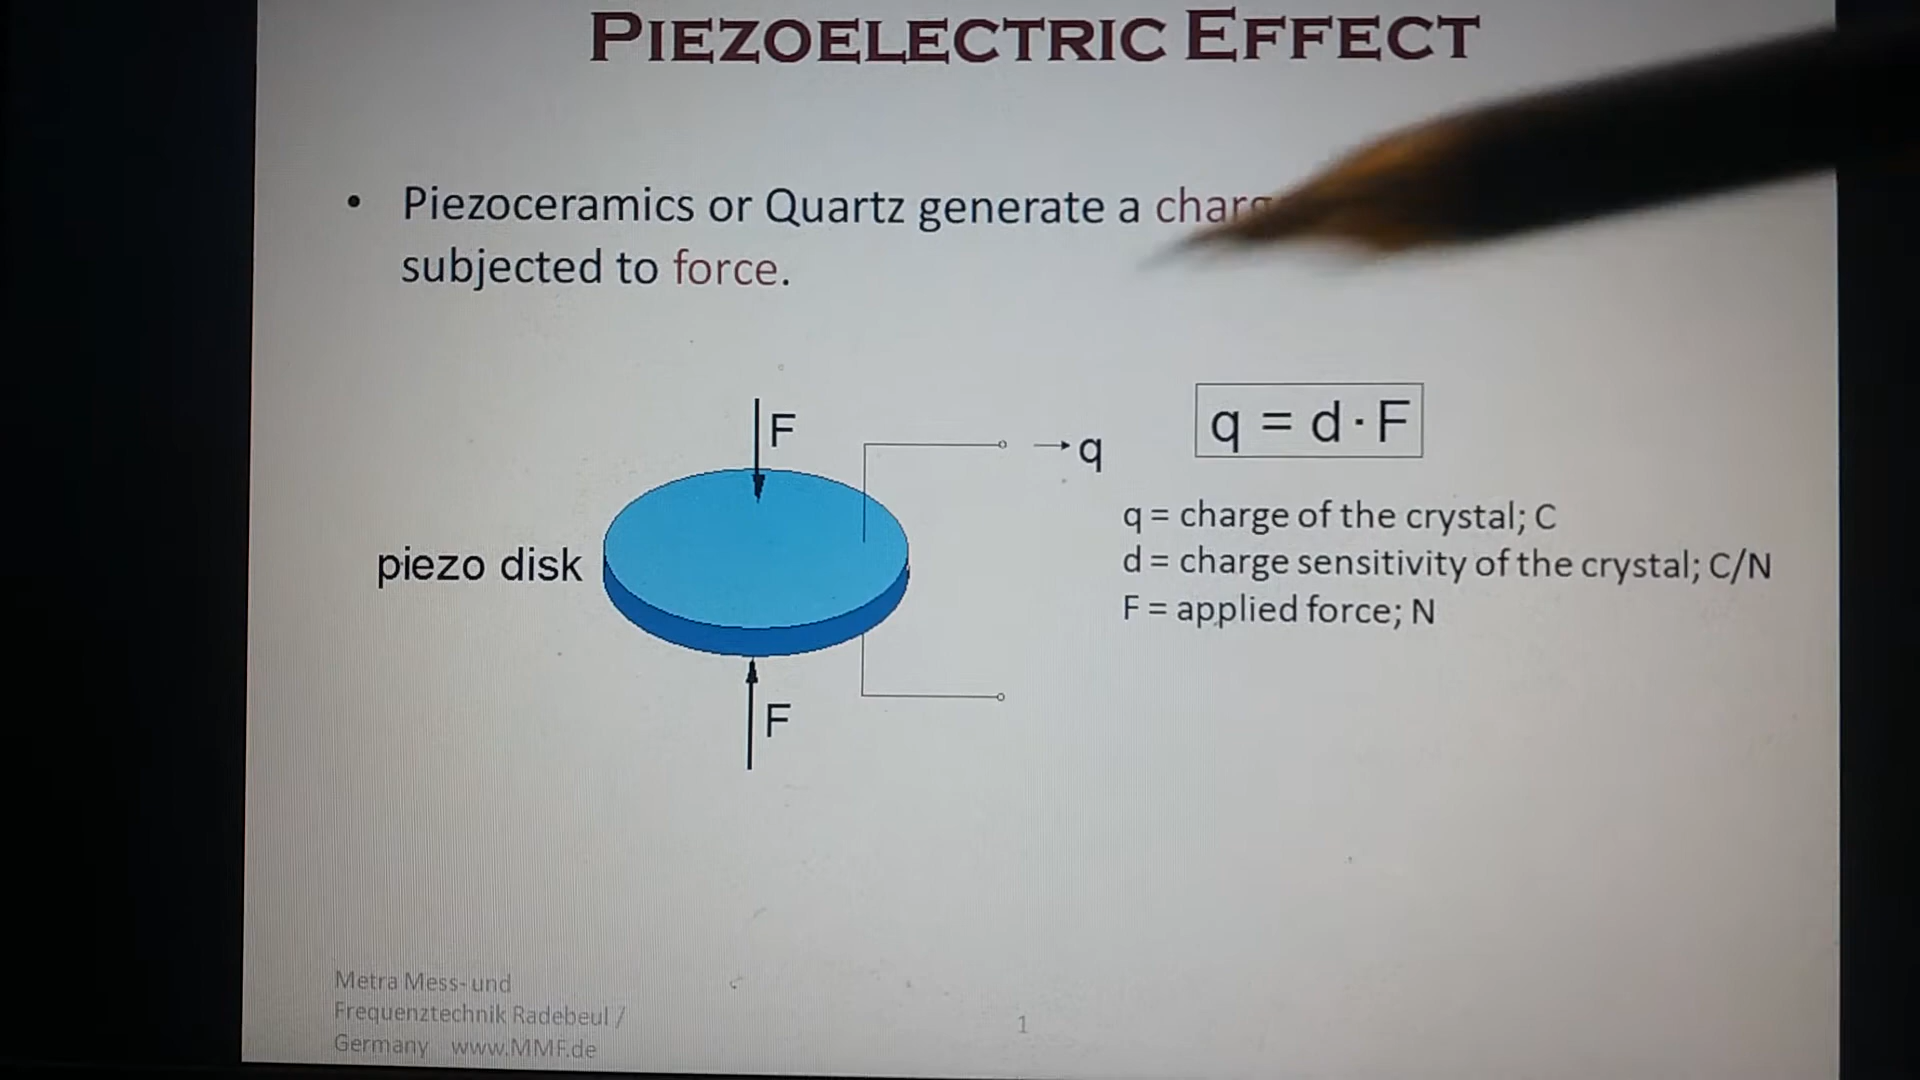 PIEZOELECTRIC EFFECT
• Piezoceramics or Quartz generate a
subjected to force.
F
q
q = d · F
q = charge of the crystal; C
d = charge sensitivity of the crystal; C/N
F = applied force; N
piezo disk
F
Metra Mess- und
Frequenztechnik Radebeul /
Germany www.MMF.de
1